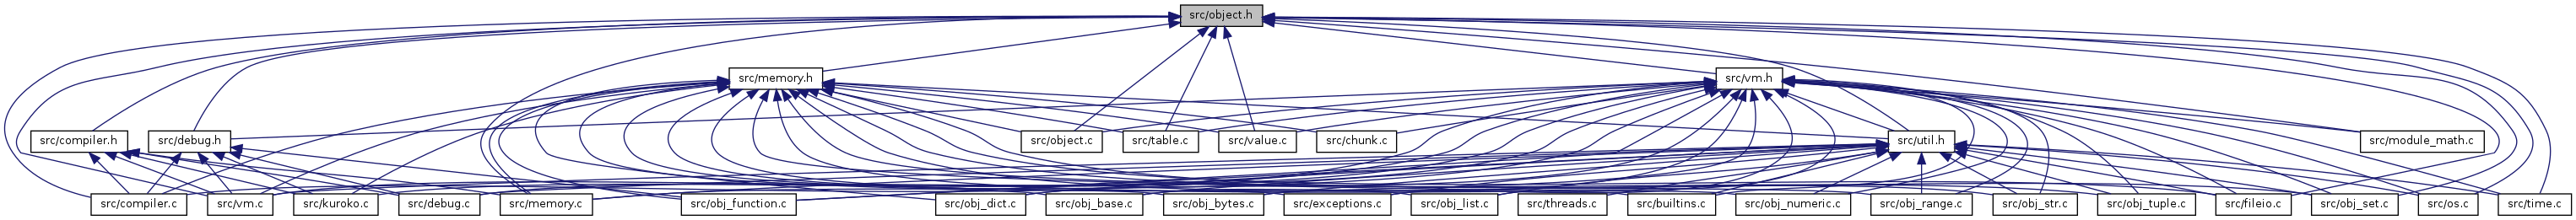 src/object.h
src/memory.h
src/vm.h
src/compiler.h
src/debug.h
src/object.c
src/table.c
src/value.c
src/chunk.c
src/util.h
src/module_math.c
src/compiler.c
src/vm.c
src/kuroko.c
src/debug.c
src/memory.c
src/obj_function.c
src/obj_dict.c
src/obj_base.c
src/obj_bytes.c
src/exceptions.c
src/obj_list.c
src/threads.c
src/builtins.c
src/obj_numeric.c
src/obj_range.c
src/obj_str.c
src/obj_tuple.c
src/fileio.c
src/obj_set.c
src/os.c
src/time.c